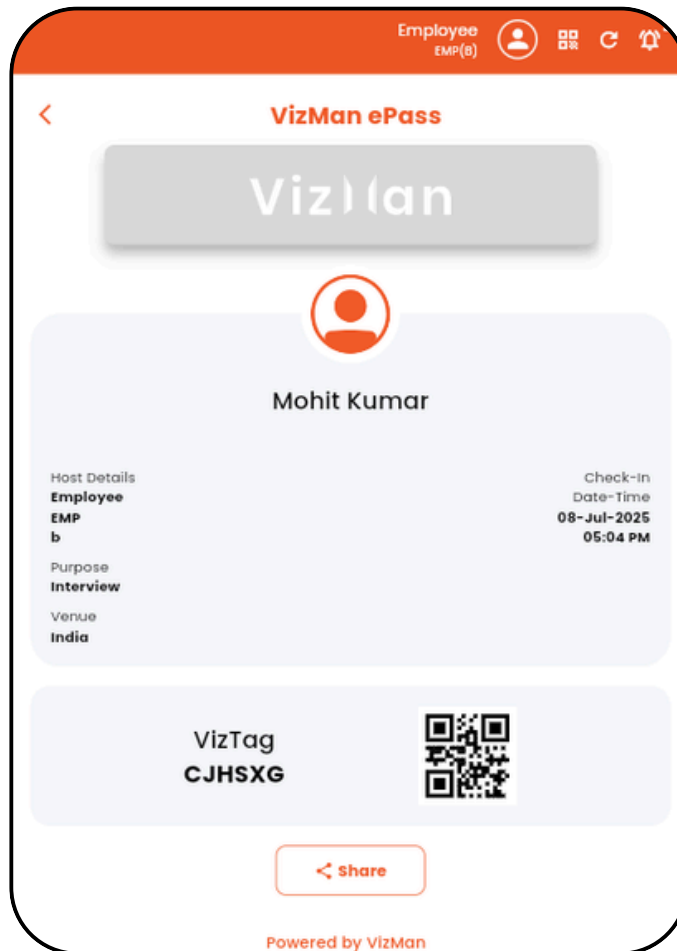 Employee
EMP(B)
VizMan ePass
VizMan
Mohit Kumar
Host Details
Employee
EMP
b
Purpose
Interview
Venue
India
Check-In
Date-Time
08-Jul-2025
05:04 PM
VizTag
CJHSXG
Share
Powered by VizMan